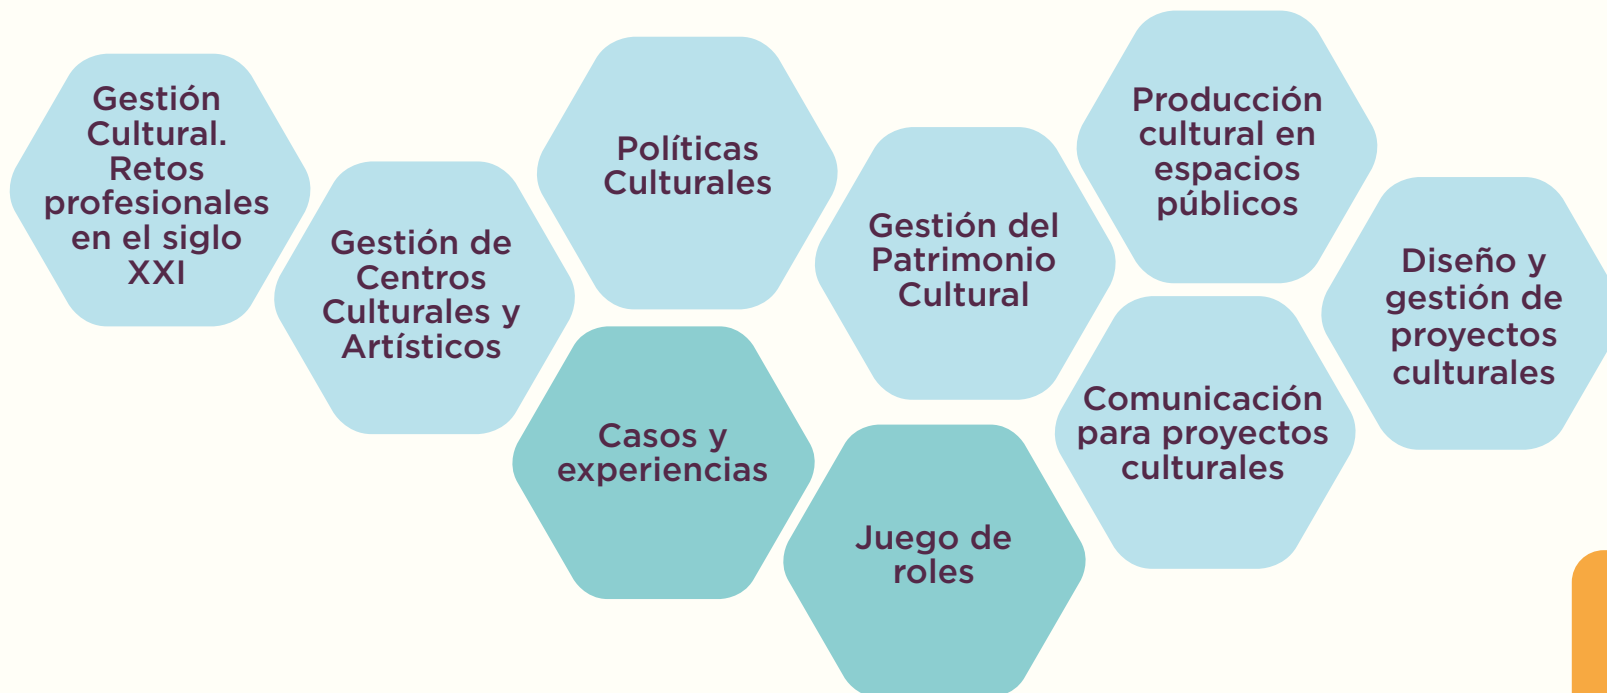 Gestión
Cultural.
Retos
profesionales
en el siglo
XXI
Gestión de
Centros
Culturales y
Artísticos
Políticas
Culturales
Casos y
experiencias
Gestión del
Patrimonio
Cultural
Juego de
roles
Producción
cultural en
espacios
públicos
Comunicación
para proyectos
culturales
Diseño y
gestión de
proyectos
culturales